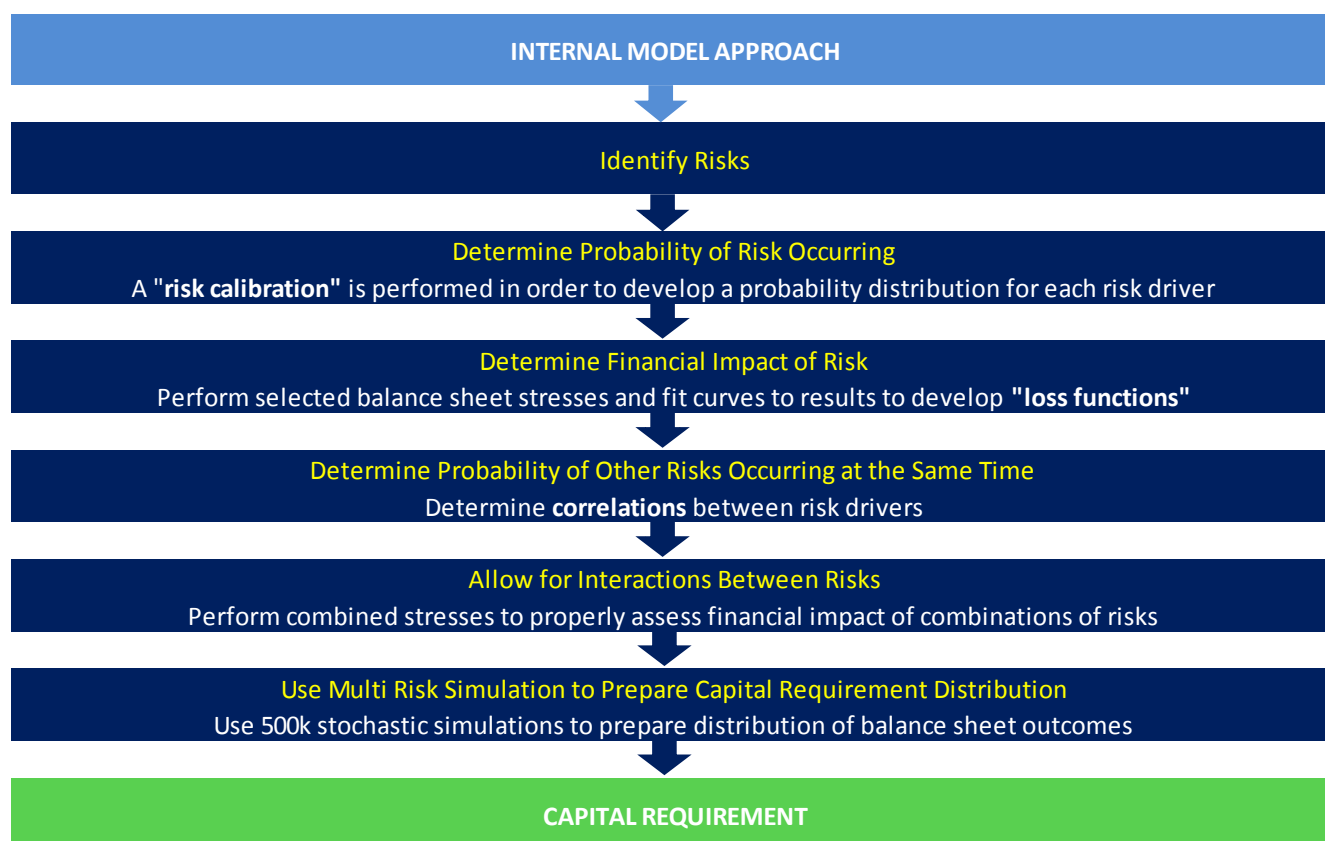 INTERNAL MODEL APPROACH
Identify Risks
Determine Probability of Risk Occurring
A "risk calibration" is performed in order to develop a probability distribution for each risk driver
Determine Financial Impact of Risk
Perform selected balance sheet stresses and fit curves to results to develop "loss functions"
Determine Probability of Other Risks Occurring at the Same Time
Determine correlations between risk drivers
Allow for Interactions Between Risks
Perform combined stresses to properly assess financial impact of combinations of risks
Use Multi Risk Simulation to Prepare Capital Requirement Distribution
Use 500k stochastic simulations to prepare distribution of balance sheet outcomes
CAPITAL REQUIREMENT